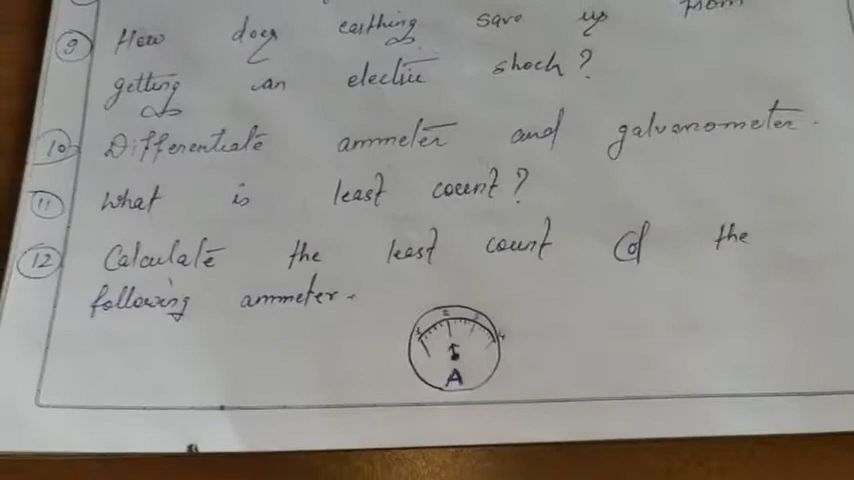 9 How does earthing save us from
getting an electric shock?
10 Differentiate ammeter and galvanometer.
11 What is least count?
12 Calculate the least count of the
following ammeter.
A